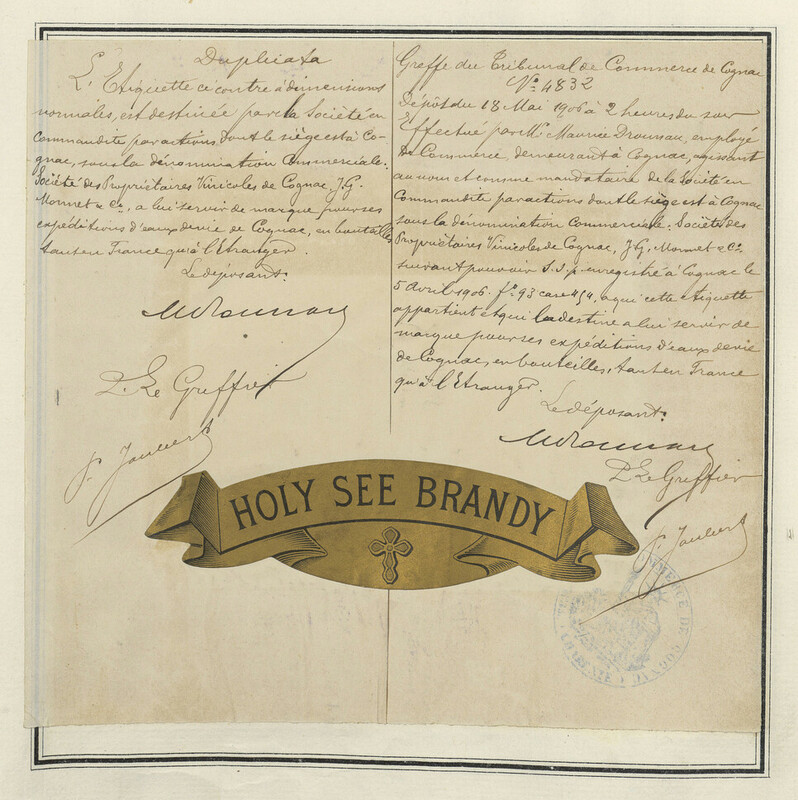 Duplicata
L'Etiquette ci contre à dimensions
normales, est destinée par la Société en
Commandite par actions, dont le siège est à Co-
gnac, sous la dénomination Commerciale:
Société des Propriétaires Vinicoles de Cognac, J.G.
Monnet & Cie, a lui servir de marque pour ses
expéditions d'eaux de vie de Cognac, en bouteilles
tant en France qu'à l'Etranger.
Le déposant:
P. Le Greffier
Greffe du Tribunal de Commerce de Cognac
No 4832
Dépôt du 18 Mai 1906 à 2 heures du soir
Effectué par Mr. Maurice Drounau, employé
De Commerce, demeurant à Cognac, agissant
au nom et comme mandataire de la Société en
Commandite par actions dont le siège est à Cognac
sous la dénomination Commerciale: Société des
Propriétaires Vinicoles de Cognac, J.G. Monnet & Co.
suivant pouvoir S.S.p. enregistré à Cognac le
5 Avril 1906. fo 93 case 454, a qui cette étiquette
appartient et qui la destine a lui servir de
marque pour ses expéditions d'eaux de vie
de Cognac, en bouteilles, tant en France
qu'à l'Etranger.
Le déposant:
P. Le Greffier
HOLY SEE BRANDY